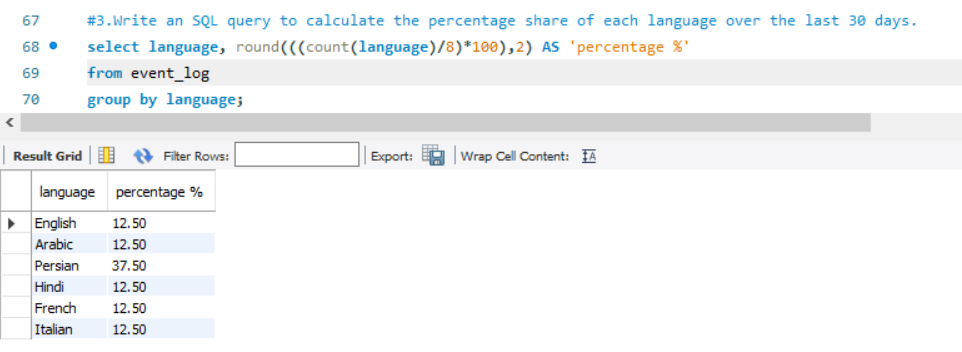 67 #3.Write an SQL query to calculate the percentage share of each language over the last 30 days.
68 select language, round(((count(language)/8)*100),2) AS 'percentage %'
69 from event_log
70 group by language;
Result Grid Filter Rows: Export: Wrap Cell Content: IA
language percentage %
English 12.50
Arabic 12.50
Persian 37.50
Hindi 12.50
French 12.50
Italian 12.50